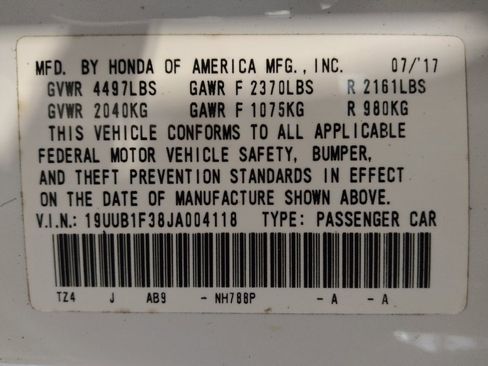 MFD. BY HONDA OF AMERICA MFG., INC. 07/'17
GVWR 4497LBS GAWR F 2370LBS R 2161LBS
GVWR 2040KG GAWR F 1075KG R 980KG
THIS VEHICLE CONFORMS TO ALL APPLICABLE
FEDERAL MOTOR VEHICLE SAFETY, BUMPER,
AND THEFT PREVENTION STANDARDS IN EFFECT
ON THE DATE OF MANUFACTURE SHOWN ABOVE.
V.I.N.: 19UUB1F38JA004118 TYPE: PASSENGER CAR
TZ4 J AB9 - NH788P - A - A